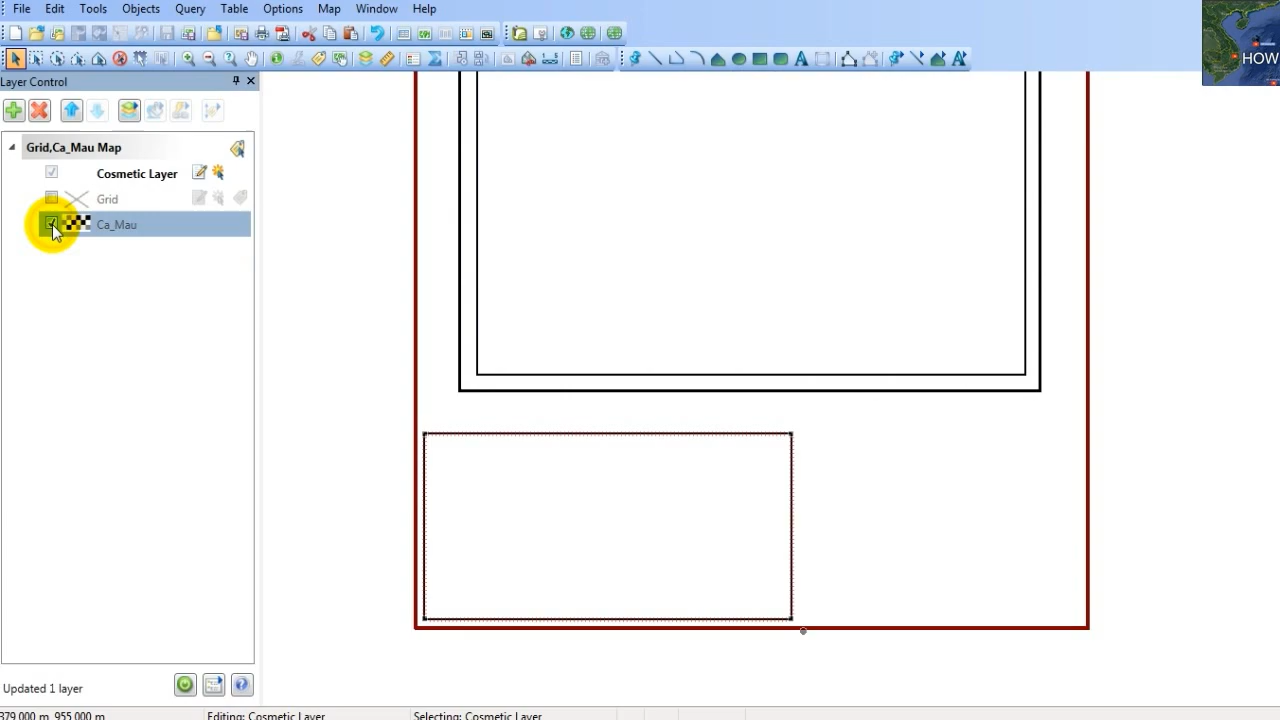 File Edit Tools Objects Query Table Options Map Window Help
HOW
Layer Control
Grid,Ca_Mau Map
Cosmetic Layer
Grid
Ca_Mau
Updated 1 layer
379,000 m, 955,000 m Editing: Cosmetic Layer Selecting: Cosmetic Layer